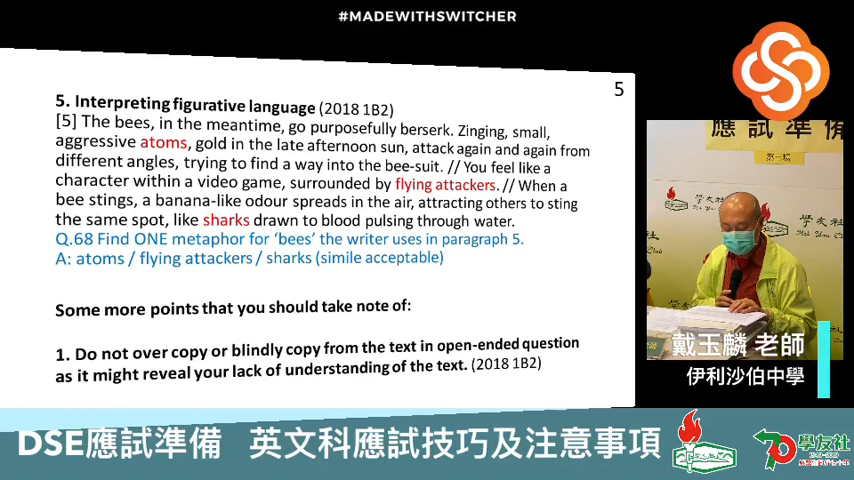 #MADEWITHSWITCHER
5
5. Interpreting figurative language (2018 1B2)
[5] The bees, in the meantime, go purposefully berserk. Zinging, small,
aggressive atoms, gold in the late afternoon sun, attack again and again from
different angles, trying to find a way into the bee-suit. // You feel like a
character within a video game, surrounded by flying attackers. // When a
bee stings, a banana-like odour spreads in the air, attracting others to sting
the same spot, like sharks drawn to blood pulsing through water.
Q.68 Find ONE metaphor for ‘bees’ the writer uses in paragraph 5.
A: atoms / flying attackers / sharks (simile acceptable)
Some more points that you should take note of:
1. Do not over copy or blindly copy from the text in open-ended question
as it might reveal your lack of understanding of the text. (2018 1B2)
應試準備
第一場
學友社
戴玉麟 老師
伊利沙伯中學
DSE應試準備 英文科應試技巧及注意事項
學友社